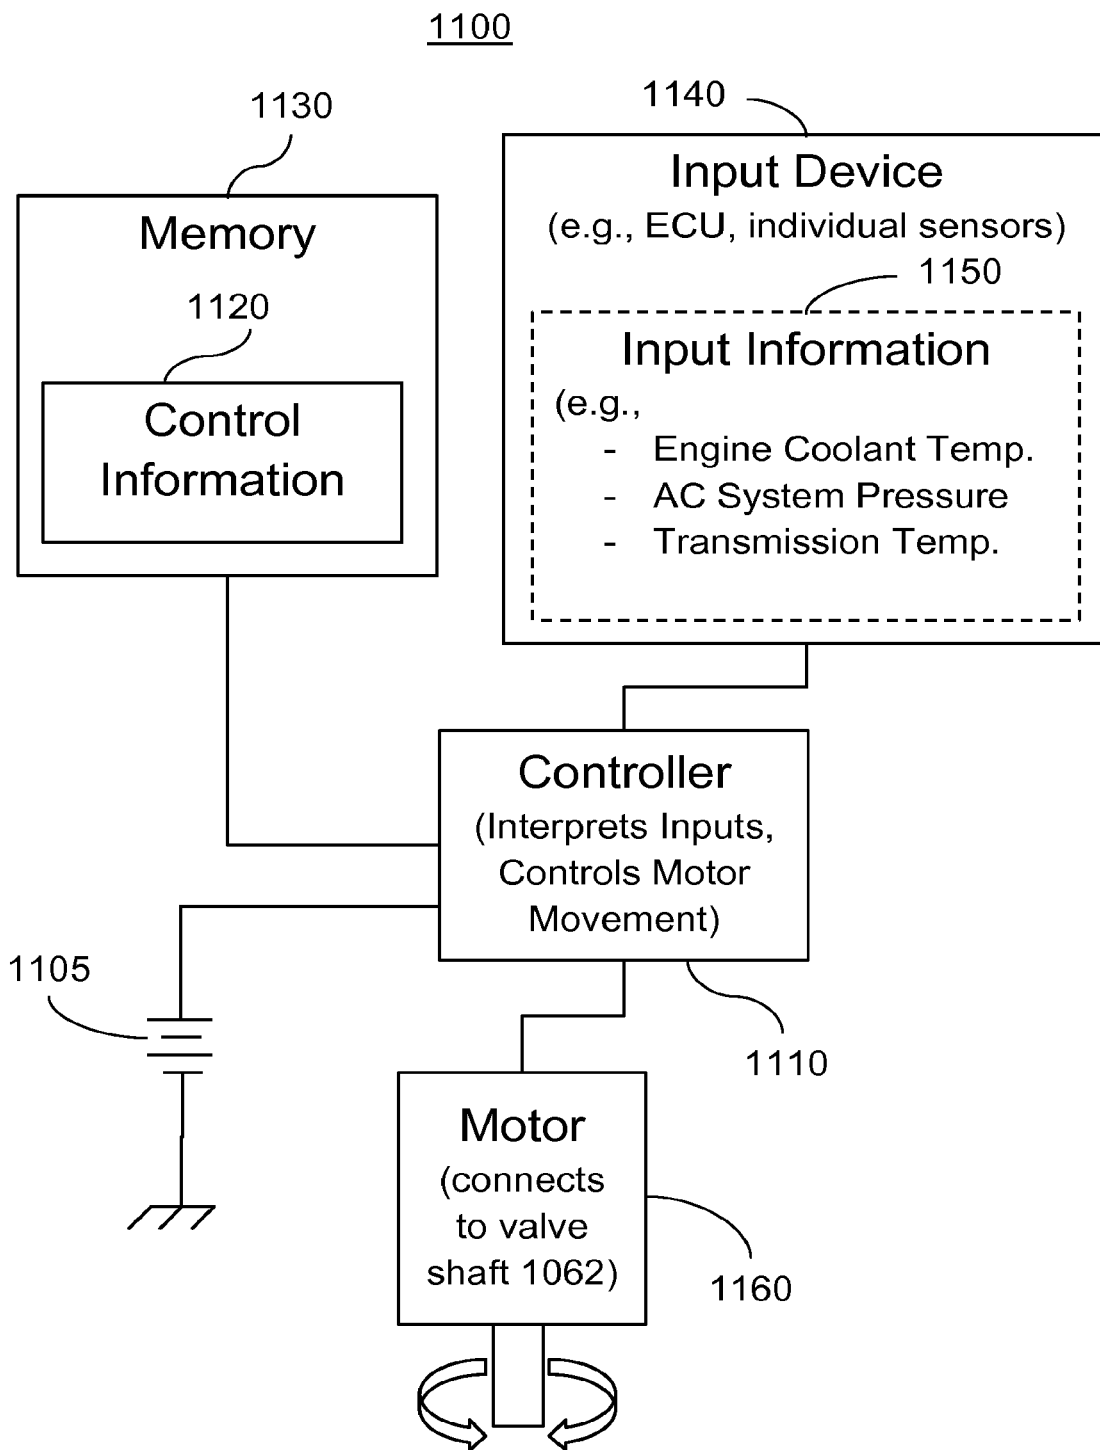 1100
1130
Memory
1120
Control
Information
1140
Input Device
(e.g., ECU, individual sensors)
1150
Input Information
(e.g.,
- Engine Coolant Temp.
- AC System Pressure
- Transmission Temp.
Controller
(Interprets Inputs,
Controls Motor
Movement)
1105
1110
Motor
(connects
to valve
shaft 1062)
1160